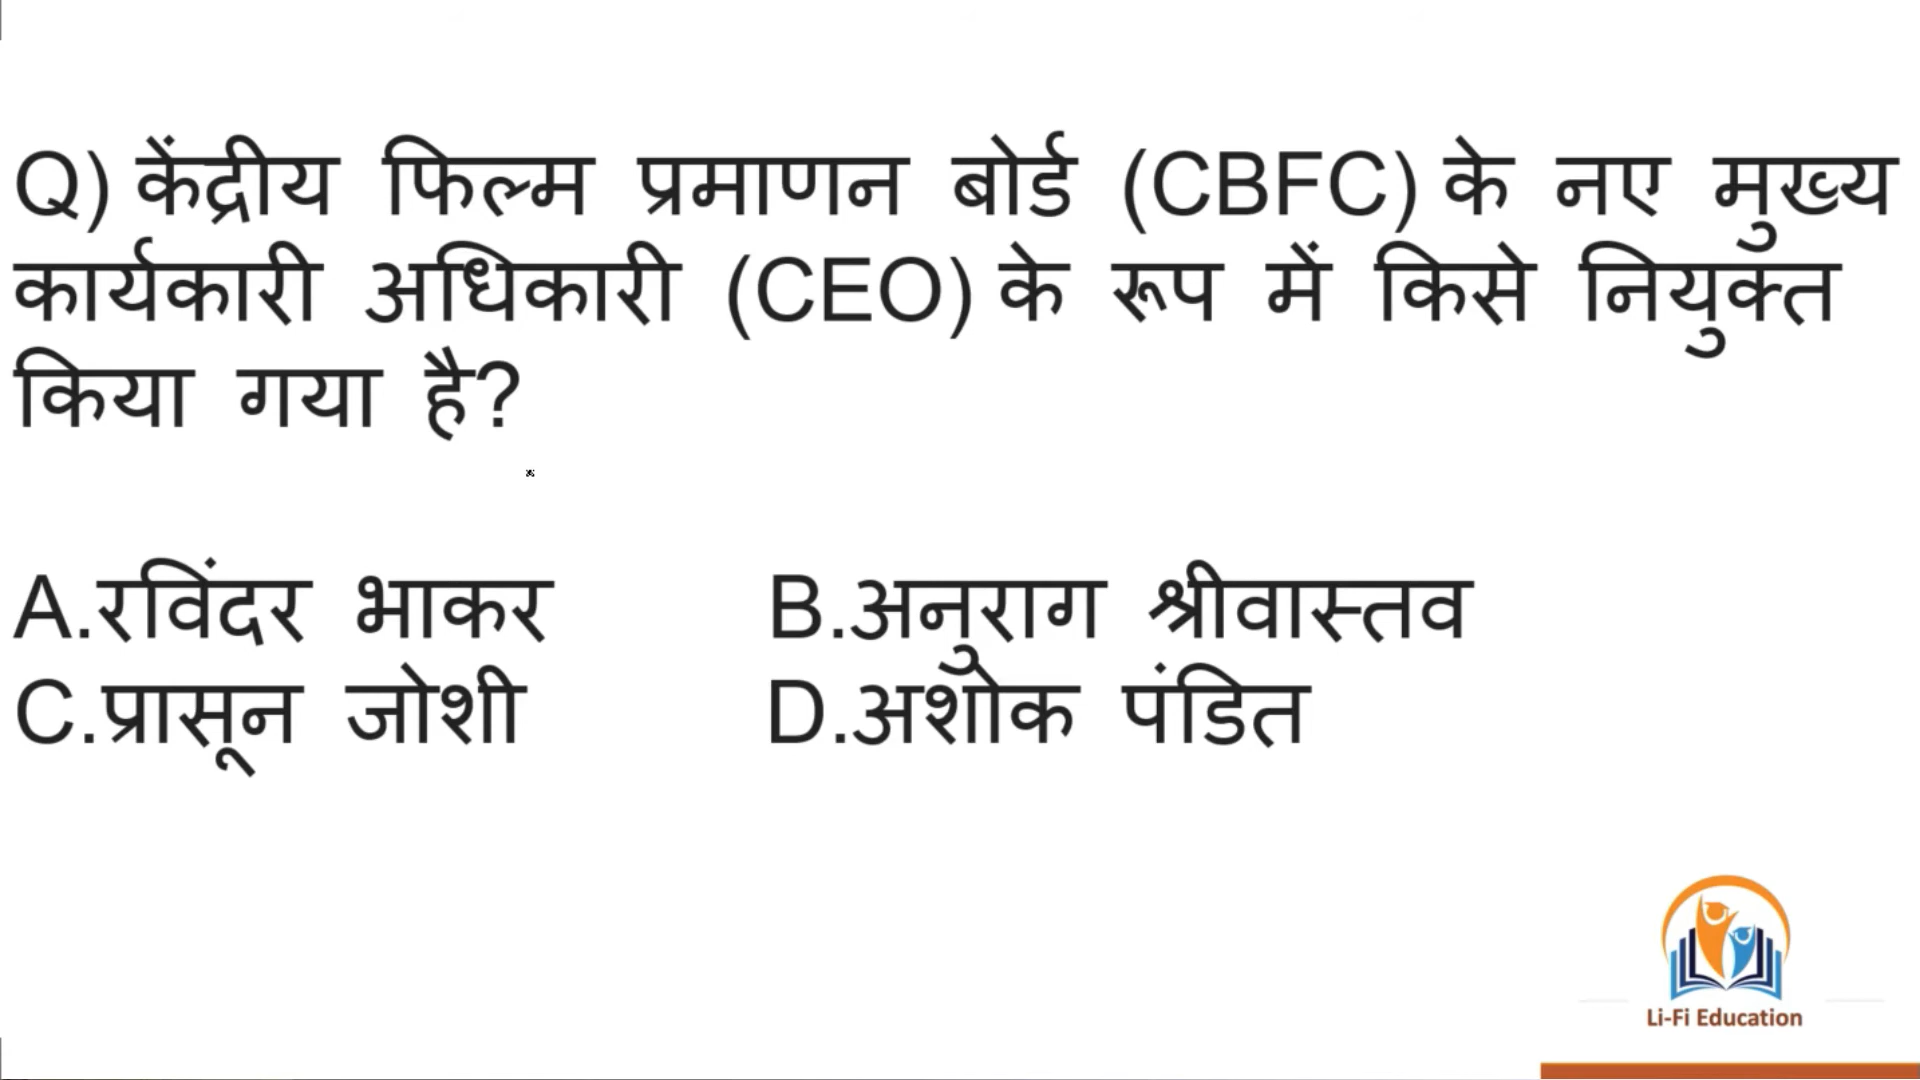 Q) केंद्रीय फिल्म प्रमाणन बोर्ड (CBFC) के नए मुख्य
कार्यकारी अधिकारी (CEO) के रूप में किसे नियुक्त
किया गया है?
A.रविंदर भाकर B.अनुराग श्रीवास्तव
C.प्रासून जोशी D.अशोक पंडित
Li-Fi Education